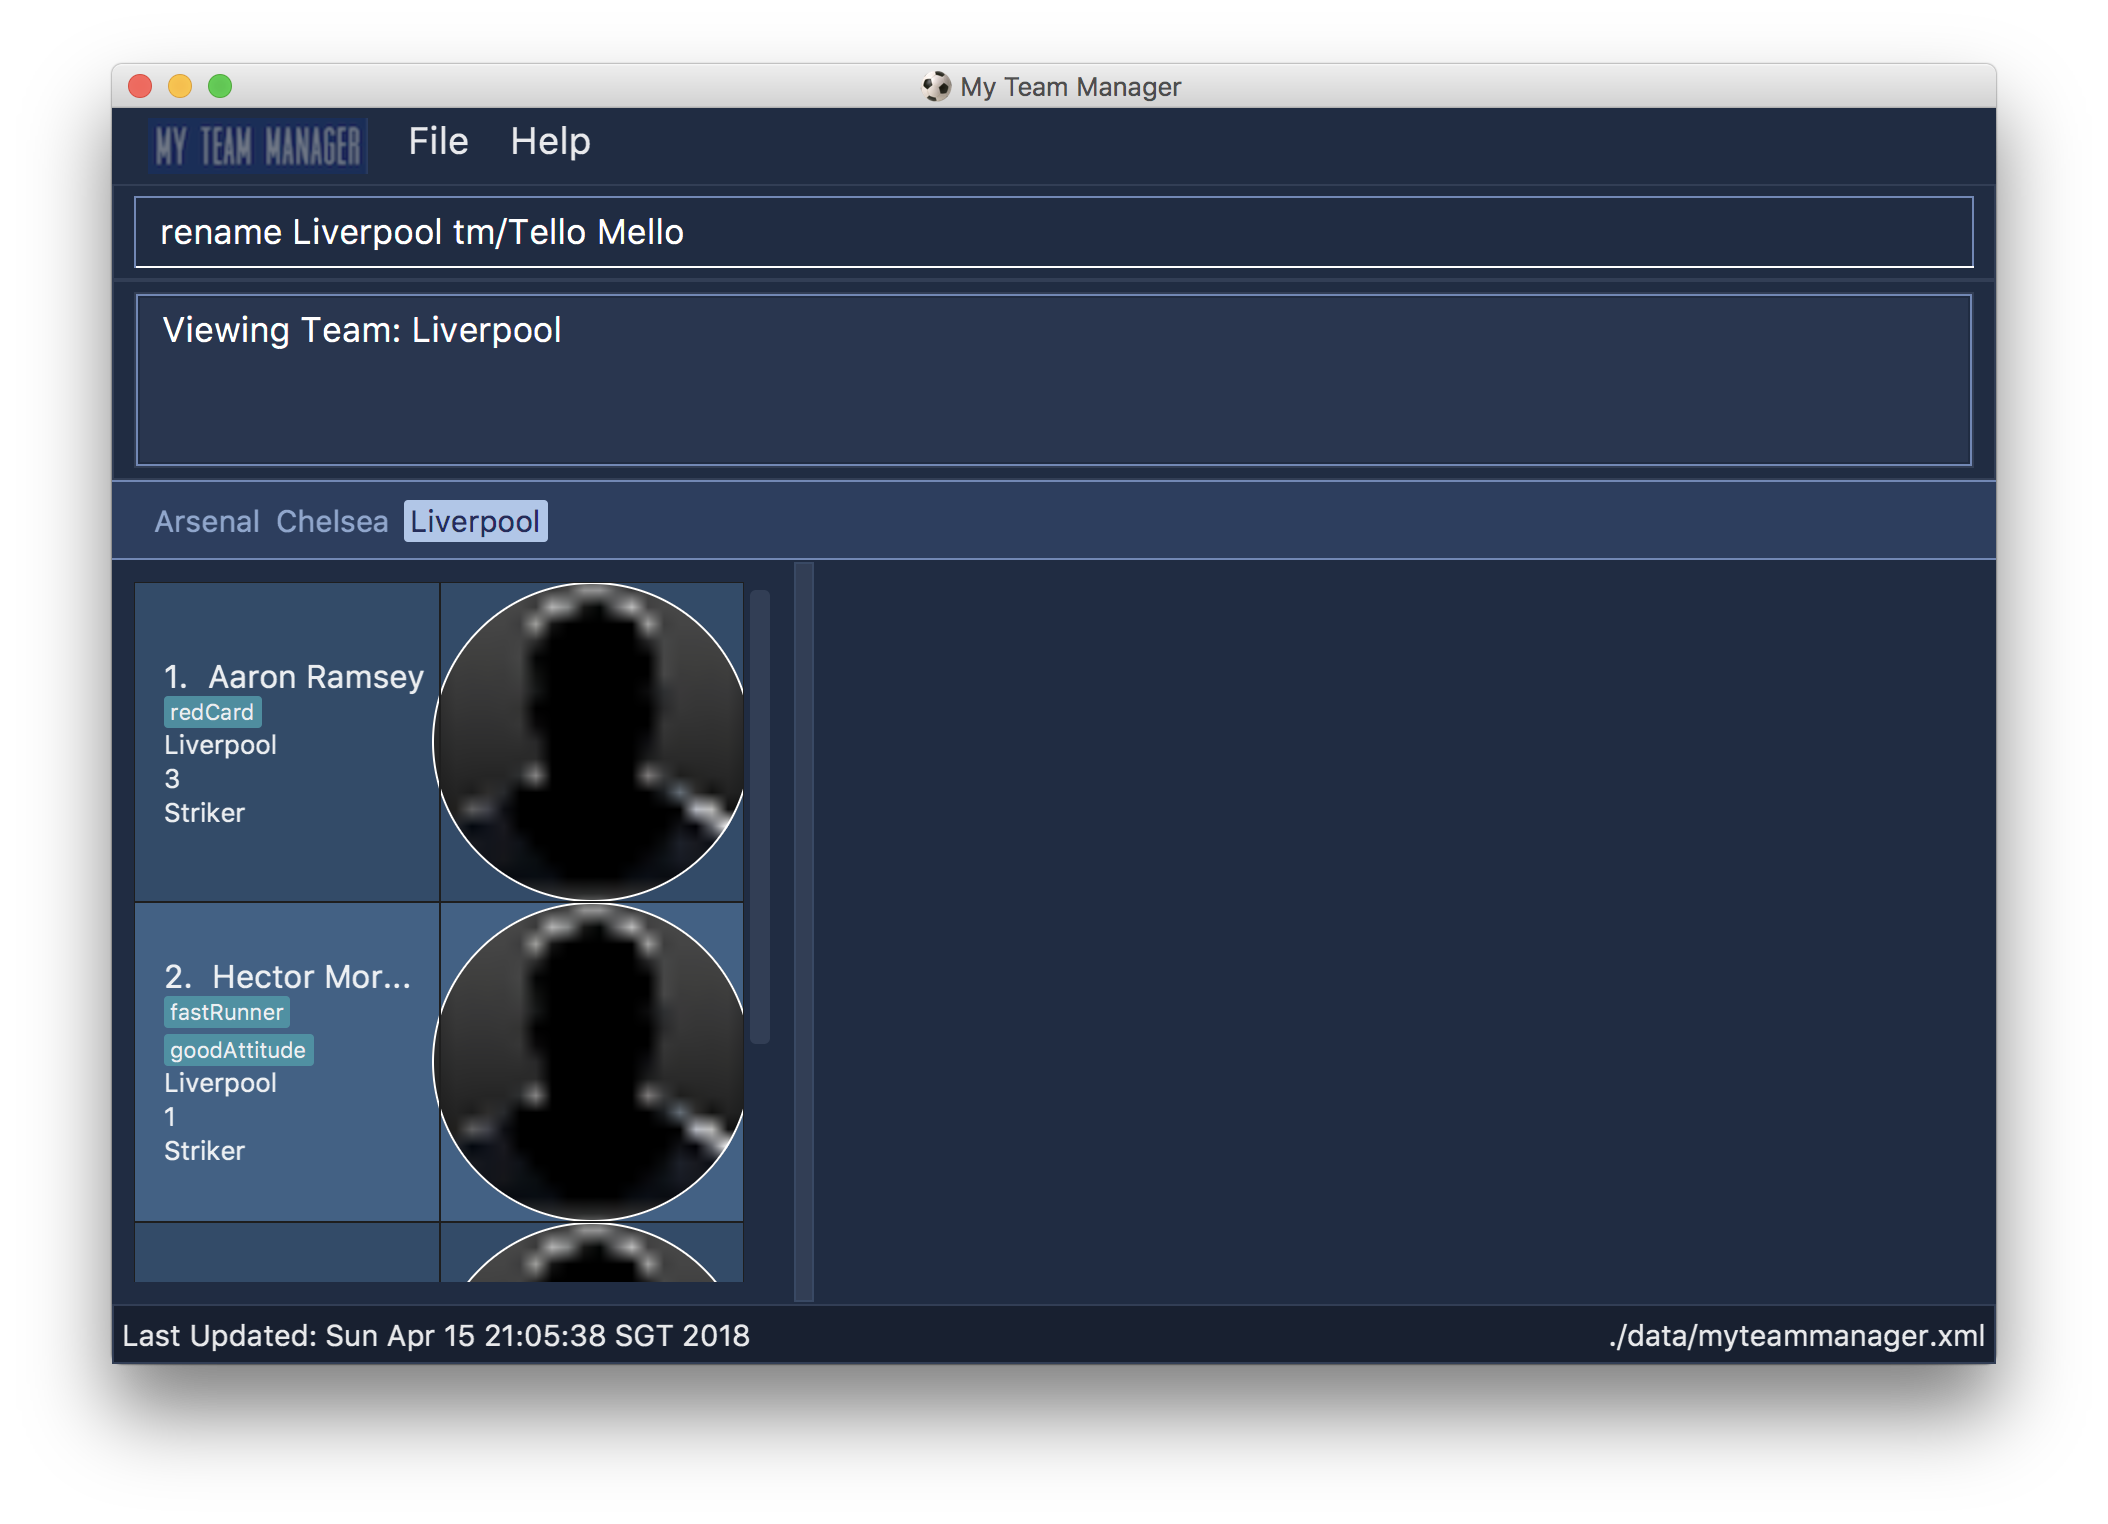 My Team Manager
MY TEAM MANAGER File Help
rename Liverpool tm/Tello Mello
Viewing Team: Liverpool
Arsenal Chelsea Liverpool
1. Aaron Ramsey
redCard
Liverpool
3
Striker
2. Hector Mor...
fastRunner
goodAttitude
Liverpool
1
Striker
Last Updated: Sun Apr 15 21:05:38 SGT 2018 ./data/myteammanager.xml